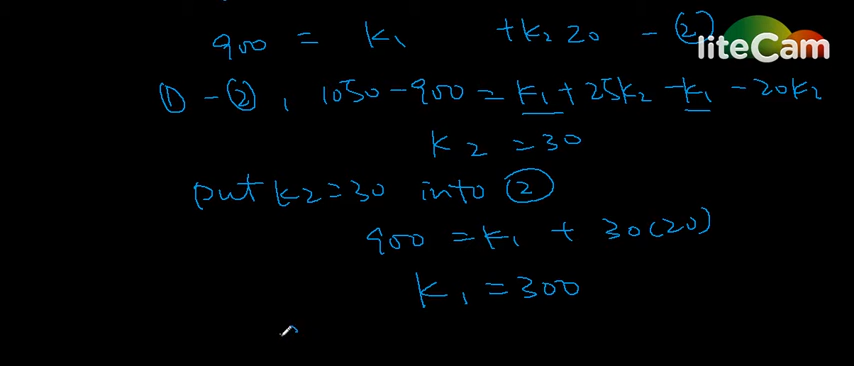 900 = k₁ + k₂ 20 - ②
liteCam
① - ②, 1050 - 900 = k₁ + 25k₂ - k₁ - 20k₂
k₂ = 30
put k₂ = 30 into ②
900 = k₁ + 30(20)
k₁ = 300